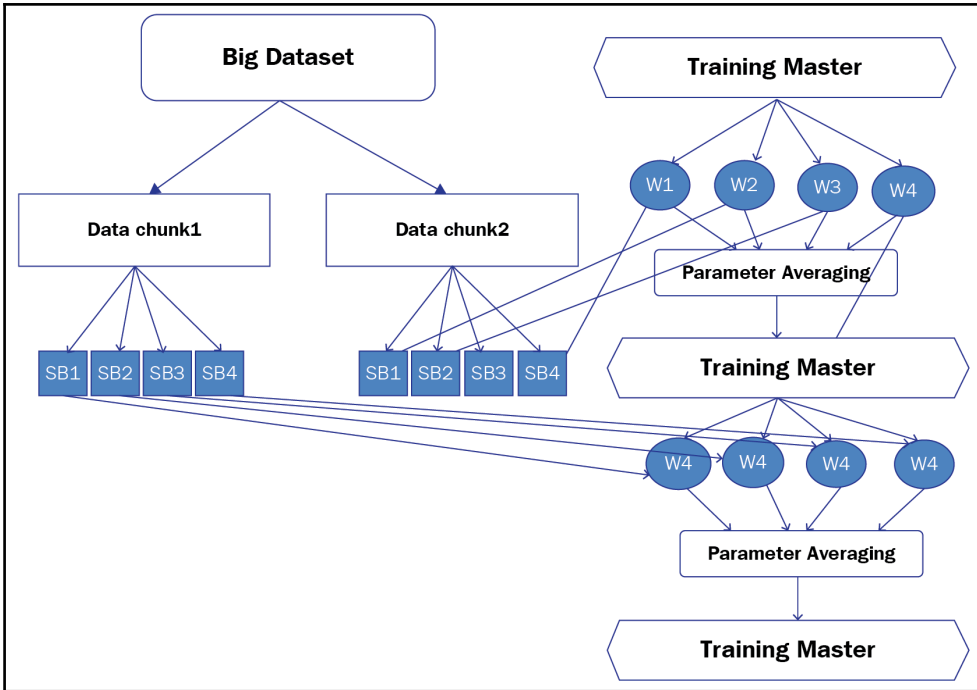 Big Dataset
Training Master
W1 W2 W3 W4
Data chunk1
Data chunk2
Parameter Averaging
SB1 SB2 SB3 SB4
SB1 SB2 SB3 SB4
Training Master
W4 W4 W4 W4
Parameter Averaging
Training Master